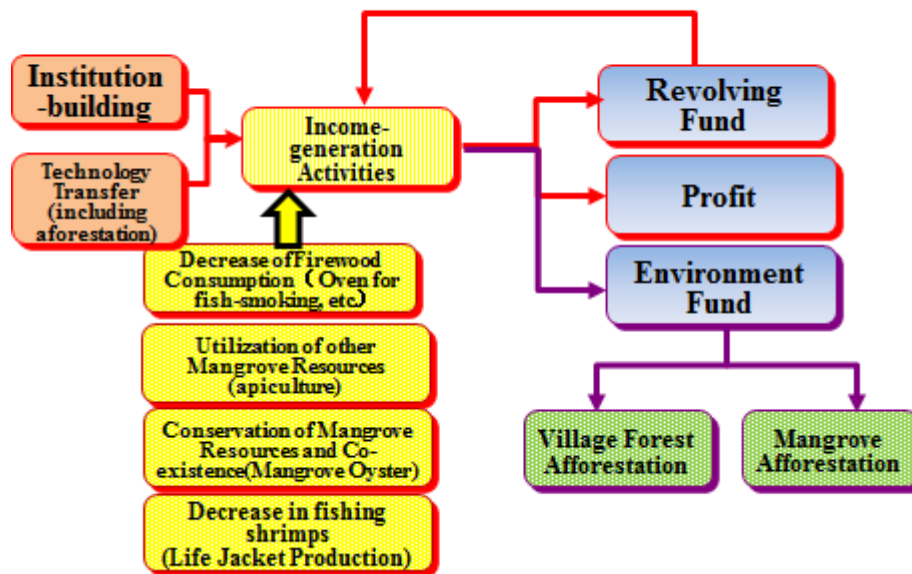 Institution
-building
Technology
Transfer
(including
aforestation)
Income-
generation
Activities
Decrease of Firewood
Consumption ( Oven for
fish-smoking, etc.)
Utilization of other
Mangrove Resources
(apiculture)
Conservation of Mangrove
Resources and Co-
existence(Mangrove Oyster)
Decrease in fishing
shrimps
(Life Jacket Production)
Revolving
Fund
Profit
Environment
Fund
Village Forest
Afforestation
Mangrove
Afforestation